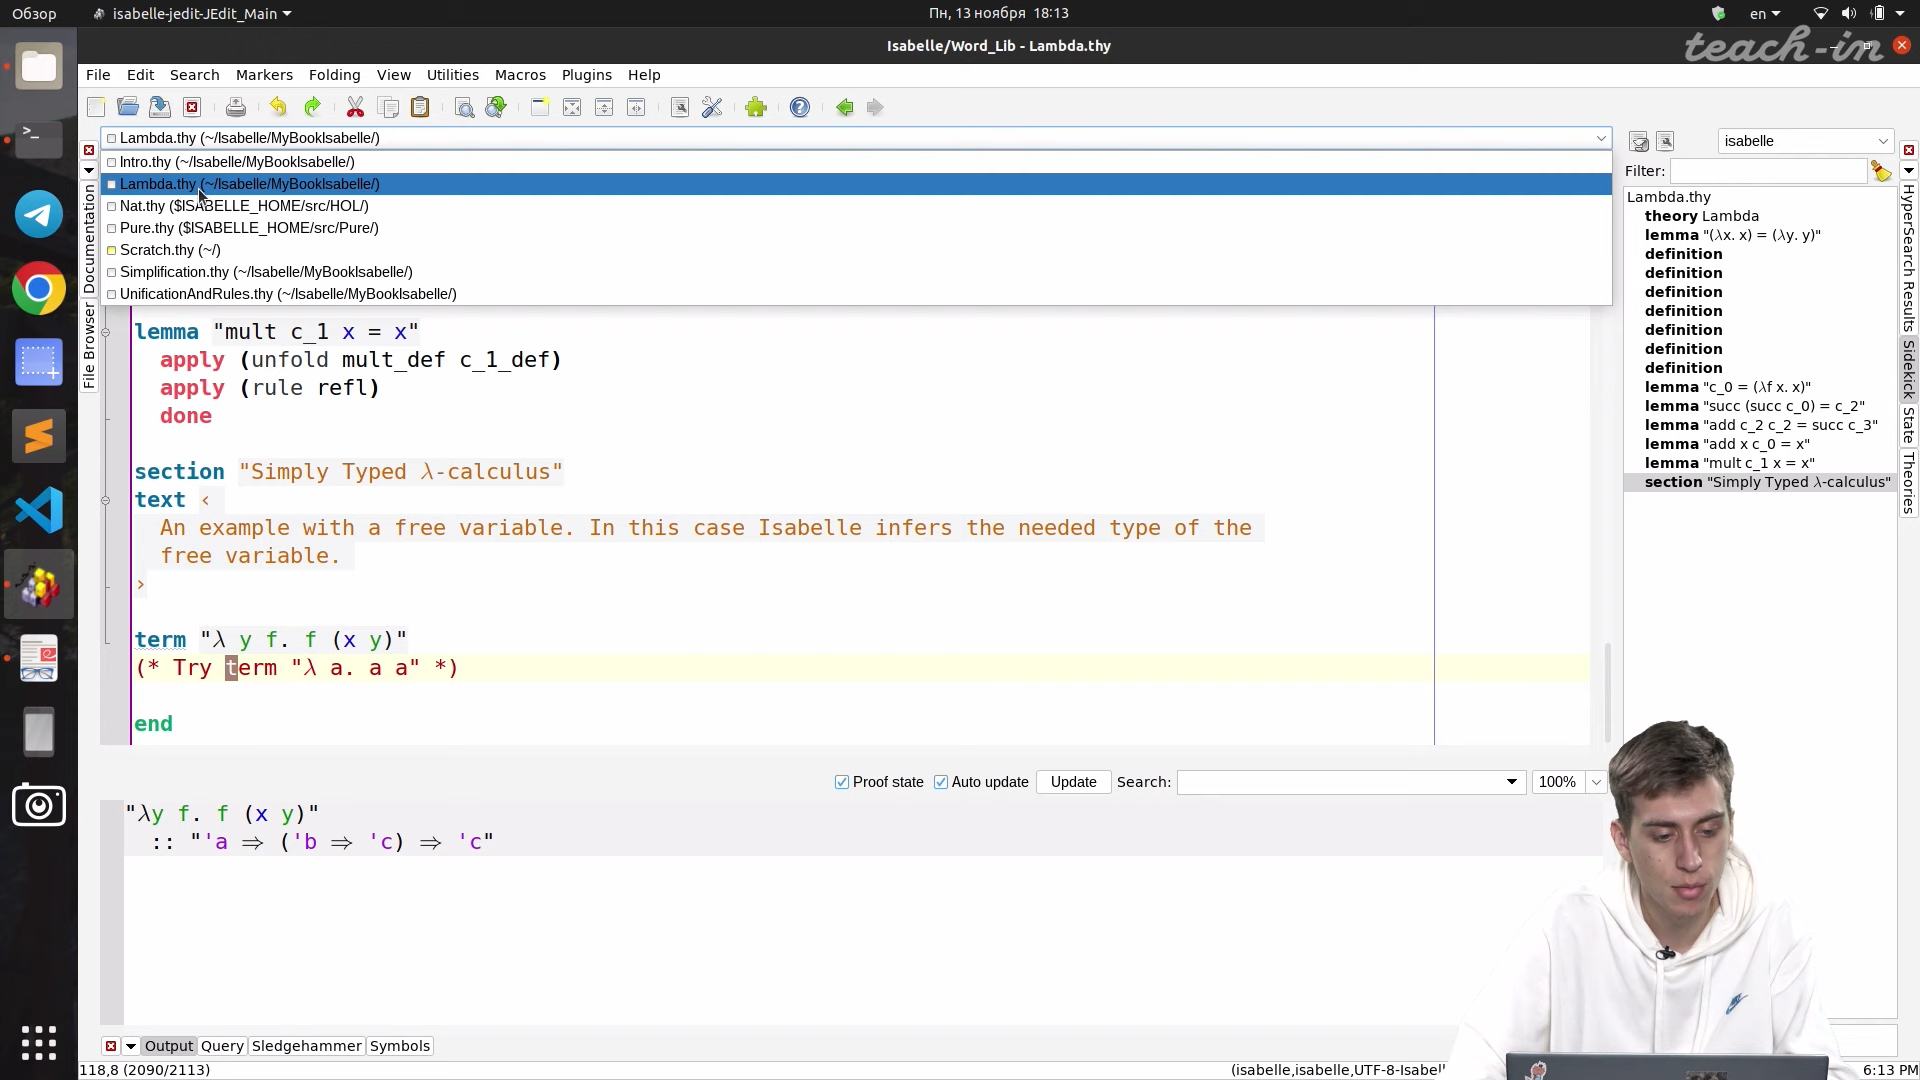 Обзор
isabelle-jedit-JEdit_Main
Пн, 13 ноября 18:13
en
Isabelle/Word_Lib - Lambda.thy
teach-in
File Edit Search Markers Folding View Utilities Macros Plugins Help
Lambda.thy (~/Isabelle/MyBookIsabelle/)
Intro.thy (~/Isabelle/MyBookIsabelle/)
Lambda.thy (~/Isabelle/MyBookIsabelle/)
Nat.thy ($ISABELLE_HOME/src/HOL/)
Pure.thy ($ISABELLE_HOME/src/Pure/)
Scratch.thy (~/)
Simplification.thy (~/Isabelle/MyBookIsabelle/)
UnificationAndRules.thy (~/Isabelle/MyBookIsabelle/)
Documentation
File Browser
lemma "mult c_1 x = x"
apply (unfold mult_def c_1_def)
apply (rule refl)
done
section "Simply Typed λ-calculus"
text ‹
An example with a free variable. In this case Isabelle infers the needed type of the
free variable.
›
term "λ y f. f (x y)"
(* Try term "λ a. a a" *)
end
Proof state Auto update Update Search: 100%
"λy f. f (x y)"
:: "'a ⇒ ('b ⇒ 'c) ⇒ 'c"
Output Query Sledgehammer Symbols
118,8 (2090/2113)
(isabelle,isabelle,UTF-8-Isabell
6:13 PM
isabelle
Filter:
Lambda.thy
theory Lambda
lemma "(λx. x) = (λy. y)"
definition
definition
definition
definition
definition
definition
definition
lemma "c_0 = (λf x. x)"
lemma "succ (succ c_0) = c_2"
lemma "add c_2 c_2 = succ c_3"
lemma "add x c_0 = x"
lemma "mult c_1 x = x"
section "Simply Typed λ-calculus"
HyperSearch Results
Sidekick
State
Theories